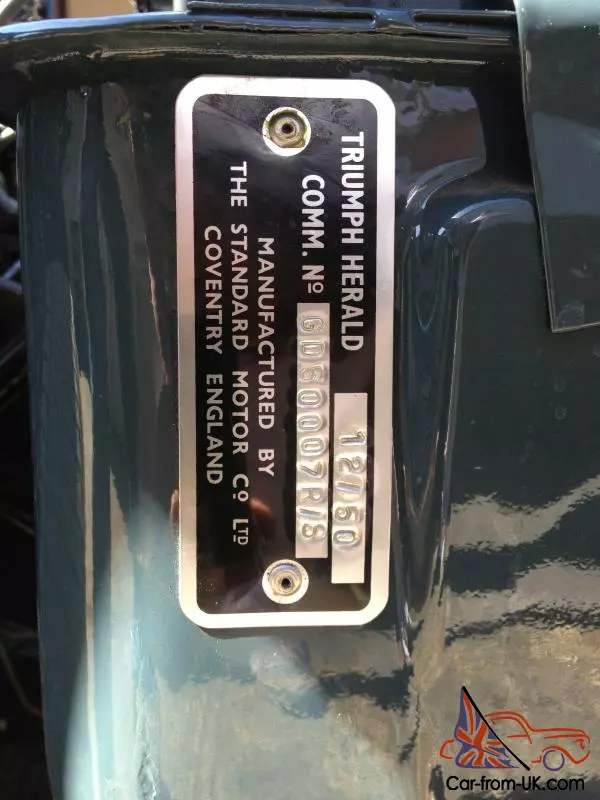 TRIUMPH HERALD 12/50
COMM. Nº GD50007R/S
MANUFACTURED BY
THE STANDARD MOTOR Cº LTD
COVENTRY ENGLAND
Car-from-UK.com